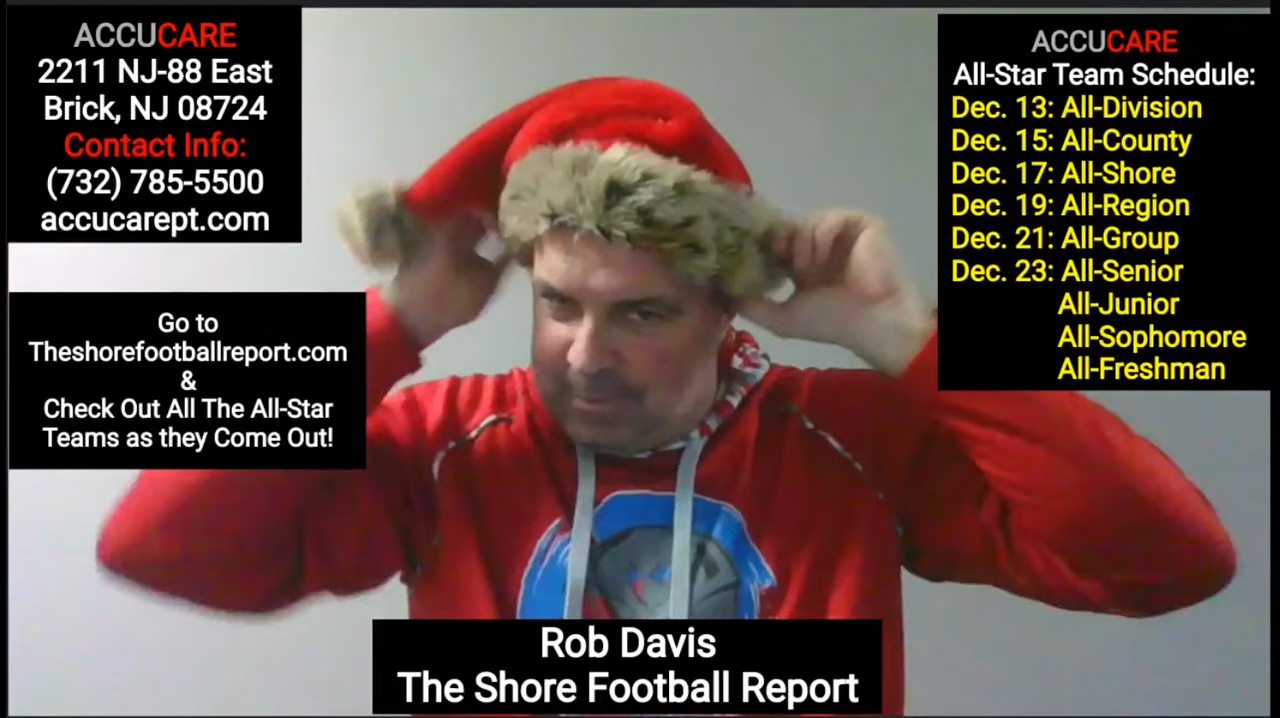 ACCUCARE
2211 NJ-88 East
Brick, NJ 08724
Contact Info:
(732) 785-5500
accucarept.com
Go to
Theshorefootballreport.com
&
Check Out All The All-Star
Teams as they Come Out!
ACCUCARE
All-Star Team Schedule:
Dec. 13: All-Division
Dec. 15: All-County
Dec. 17: All-Shore
Dec. 19: All-Region
Dec. 21: All-Group
Dec. 23: All-Senior
All-Junior
All-Sophomore
All-Freshman
Rob Davis
The Shore Football Report